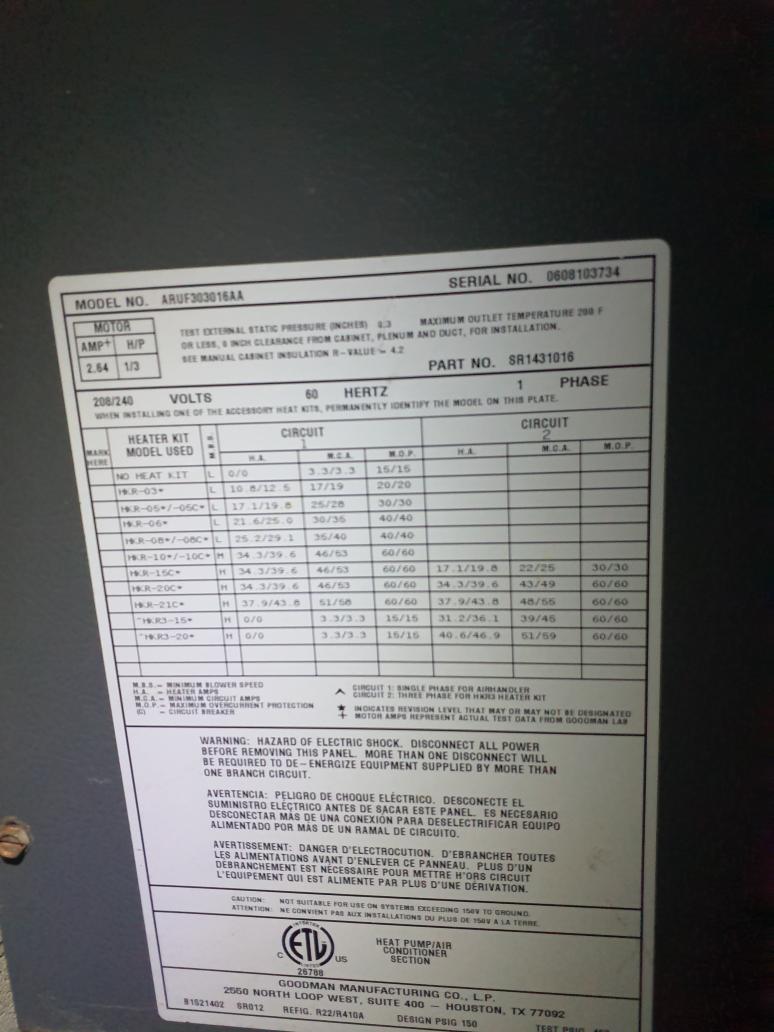 MODEL NO. ARUF303016AA SERIAL NO. 0608103734
MOTOR
AMP+ H/P
2.64 1/3
TEST EXTERNAL STATIC PRESSURE (INCHES) 0.3 MAXIMUM OUTLET TEMPERATURE 200 F
OR LESS, 0 INCH CLEARANCE FROM CABINET, PLENUM AND DUCT, FOR INSTALLATION.
SEE MANUAL CABINET INSULATION R-VALUE - 4.2
PART NO. SR1431016
208/240 VOLTS 60 HERTZ 1 PHASE
WHEN INSTALLING ONE OF THE ACCESSORY HEAT KITS, PERMANENTLY IDENTIFY THE MODEL ON THIS PLATE.
MARK HERE HEATER KIT MODEL USED M.B.S. CIRCUIT 1 CIRCUIT 2
H.A. M.C.A. M.O.P. H.A. M.C.A. M.O.P.
NO HEAT KIT L 0/0 3.3/3.3 15/15
HKR-03* L 10.8/12.5 17/19 20/20
HKR-05*/-05C* L 17.1/19.8 25/28 30/30
HKR-06* L 21.6/25.0 30/35 40/40
HKR-08*/-08C* L 25.2/29.1 35/40 40/40
HKR-10*/-10C* M 34.3/39.6 46/53 60/60
HKR-15C* M 34.3/39.6 46/53 60/60 17.1/19.8 22/25 30/30
HKR-20C* M 34.3/39.6 46/53 60/60 34.3/39.6 43/49 60/60
HKR-21C* M 37.9/43.8 51/58 60/60 37.9/43.8 48/55 60/60
^HKR3-15* M 0/0 3.3/3.3 15/15 31.2/36.1 39/45 60/60
^HKR3-20* M 0/0 3.3/3.3 15/15 40.6/46.9 51/59 60/60
M.B.S.- MINIMUM BLOWER SPEED
H.A. - HEATER AMPS
M.C.A.- MINIMUM CIRCUIT AMPS
M.O.P.- MAXIMUM OVERCURRENT PROTECTION
(C) - CIRCUIT BREAKER
^ CIRCUIT 1: SINGLE PHASE FOR AIRHANDLER
CIRCUIT 2: THREE PHASE FOR HKR3 HEATER KIT
★ INDICATES REVISION LEVEL THAT MAY OR MAY NOT BE DESIGNATED
+ MOTOR AMPS REPRESENT ACTUAL TEST DATA FROM GOODMAN LAB
WARNING: HAZARD OF ELECTRIC SHOCK. DISCONNECT ALL POWER
BEFORE REMOVING THIS PANEL. MORE THAN ONE DISCONNECT WILL
BE REQUIRED TO DE-ENERGIZE EQUIPMENT SUPPLIED BY MORE THAN
ONE BRANCH CIRCUIT.
AVERTENCIA: PELIGRO DE CHOQUE ELÉCTRICO. DESCONECTE EL
SUMINISTRO ELÉCTRICO ANTES DE SACAR ESTE PANEL. ES NECESARIO
DESCONECTAR MÁS DE UNA CONEXIÓN PARA DESELECTRIFICAR EQUIPO
ALIMENTADO POR MÁS DE UN RAMAL DE CIRCUITO.
AVERTISSEMENT: DANGER D'ELECTROCUTION. D'EBRANCHER TOUTES
LES ALIMENTATIONS AVANT D'ENLEVER CE PANNEAU. PLUS D'UN
DÉBRANCHEMENT EST NÉCESSAIRE POUR METTRE H'ORS CIRCUIT
L'EQUIPEMENT QUI EST ALIMENTE PAR PLUS D'UNE DÉRIVATION.
CAUTION: NOT SUITABLE FOR USE ON SYSTEMS EXCEEDING 150V TO GROUND.
ATTENTION: NE CONVIENT PAS AUX INSTALLATIONS DU PLUS DE 150V A LA TERRE.
INTERTEK
C ETL US
LISTED
26788
HEAT PUMP/AIR
CONDITIONER
SECTION
GOODMAN MANUFACTURING CO., L.P.
2550 NORTH LOOP WEST, SUITE 400 - HOUSTON, TX 77092
B1521402 SR012 REFIG. R22/R410A DESIGN PSIG 150 TEST PSIG